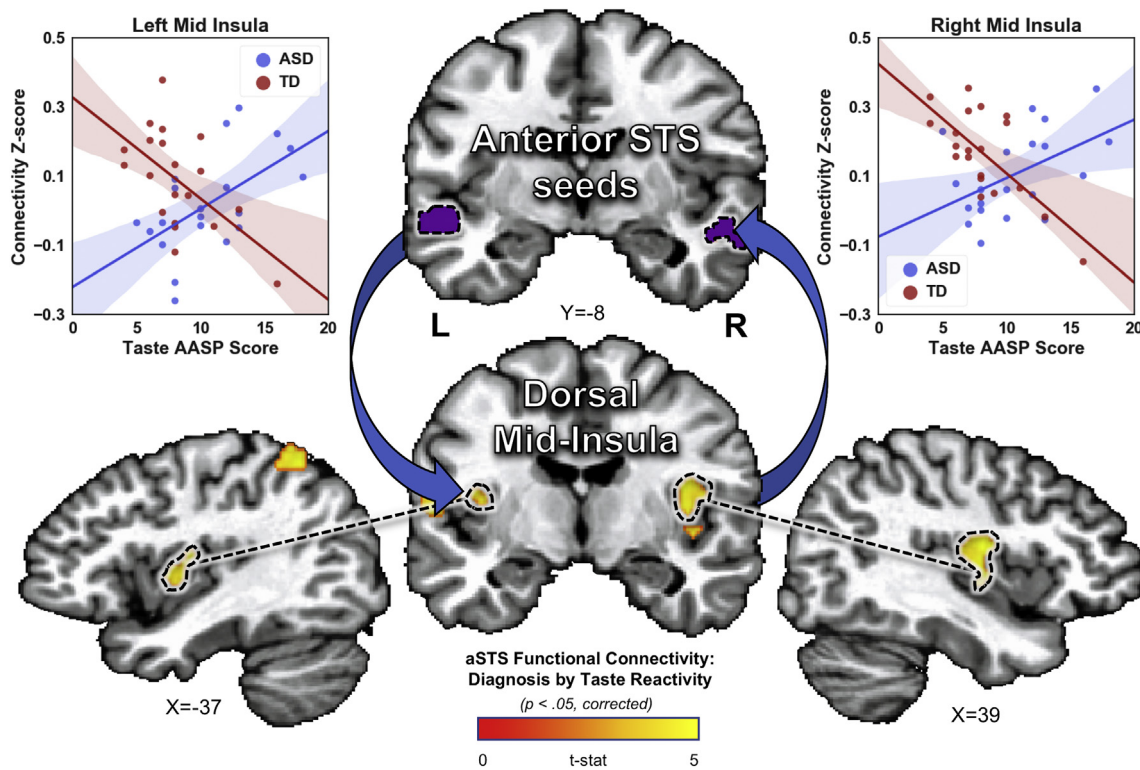 Left Mid Insula
0.5
0.3
0.1
−0.1
−0.3
Connectivity Z-score
ASD
TD
0
5
10
15
20
Taste AASP Score
Anterior STS
seeds
L
Y=-8
R
Right Mid Insula
0.5
0.3
0.1
−0.1
−0.3
Connectivity Z-score
ASD
TD
0
5
10
15
20
Taste AASP Score
Dorsal
Mid-Insula
X=-37
X=39
aSTS Functional Connectivity:
Diagnosis by Taste Reactivity
(p < .05, corrected)
0 t-stat 5